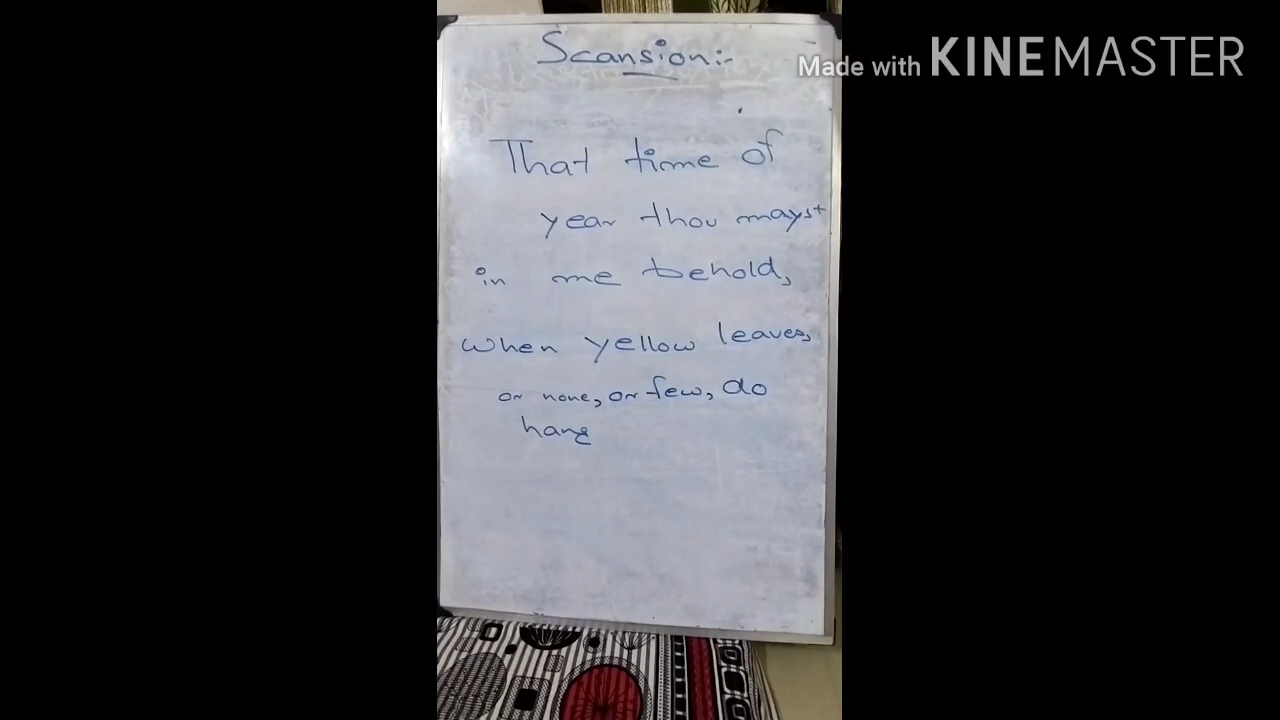 Scansion:-
Made with KINEMASTER
That time of
year thou mayst
in me behold,
when yellow leaves,
or none, or few, do
hang